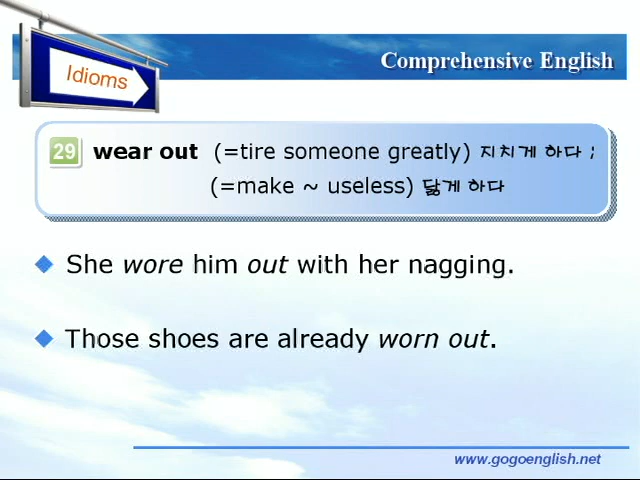 Idioms
Comprehensive English
29 wear out (=tire someone greatly) 지치게 하다 ;
(=make ~ useless) 닳게 하다
She wore him out with her nagging.
Those shoes are already worn out.
www.gogoenglish.net